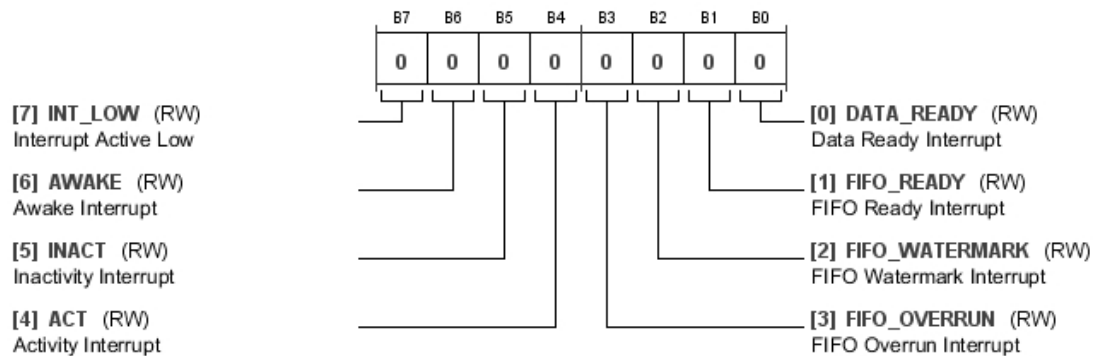 B7 B6 B5 B4 B3 B2 B1 B0
0 0 0 0 0 0 0 0
[7] INT_LOW (RW)
Interrupt Active Low
[6] AWAKE (RW)
Awake Interrupt
[5] INACT (RW)
Inactivity Interrupt
[4] ACT (RW)
Activity Interrupt
[0] DATA_READY (RW)
Data Ready Interrupt
[1] FIFO_READY (RW)
FIFO Ready Interrupt
[2] FIFO_WATERMARK (RW)
FIFO Watermark Interrupt
[3] FIFO_OVERRUN (RW)
FIFO Overrun Interrupt